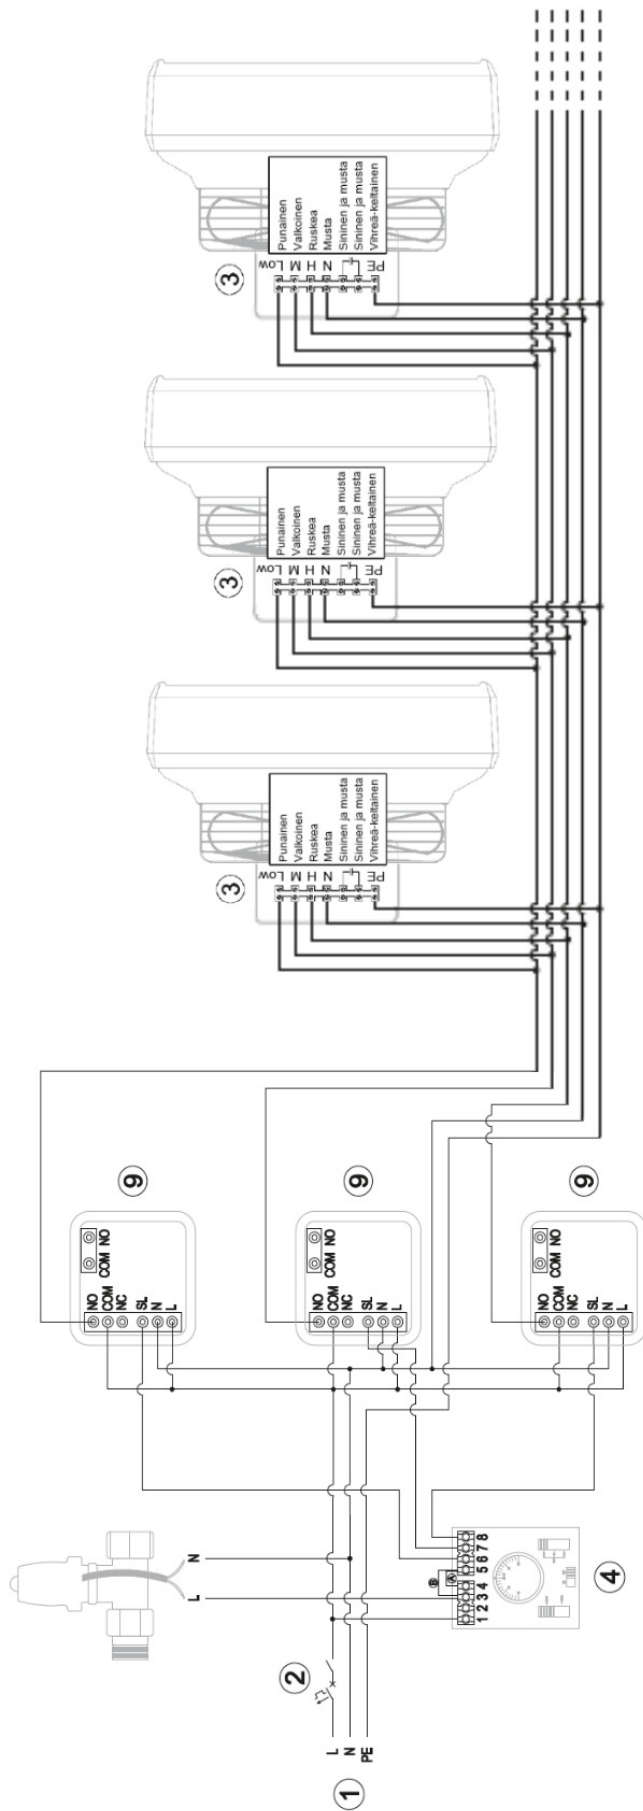 3
Low M H N PE
Punainen
Valkoinen
Ruskea
Musta
Sininen ja musta
Sininen ja musta
Vihreä-keltainen
3
Low M H N PE
Punainen
Valkoinen
Ruskea
Musta
Sininen ja musta
Sininen ja musta
Vihreä-keltainen
3
Low M H N PE
Punainen
Valkoinen
Ruskea
Musta
Sininen ja musta
Sininen ja musta
Vihreä-keltainen
9
COM NO
NO
COM
NC
SL
N
L
9
COM NO
NO
COM
NC
SL
N
L
9
COM NO
NO
COM
NC
SL
N
L
L N
1 2 3 4 5 6 7 8
A
B
4
2
L
N
PE
1